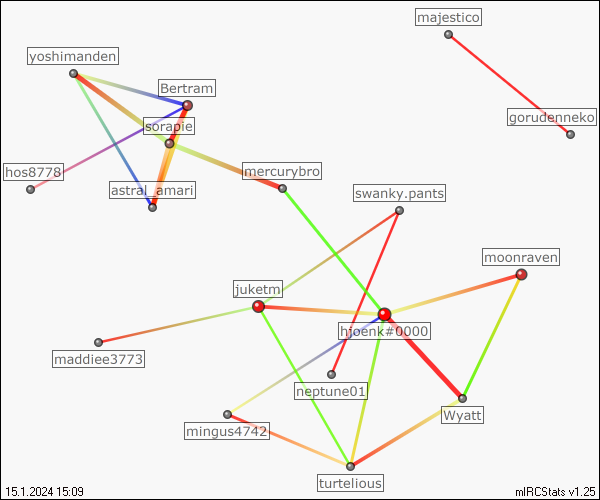 majestico
yoshimanden
Bertram
gorudenneko
sorapie
hos8778
mercurybro
astral_amari
swanky.pants
moonraven
juketm
hjoenk#0000
maddiee3773
neptune01
Wyatt
mingus4742
turtelious
15.1.2024 15:09
mIRCStats v1.25